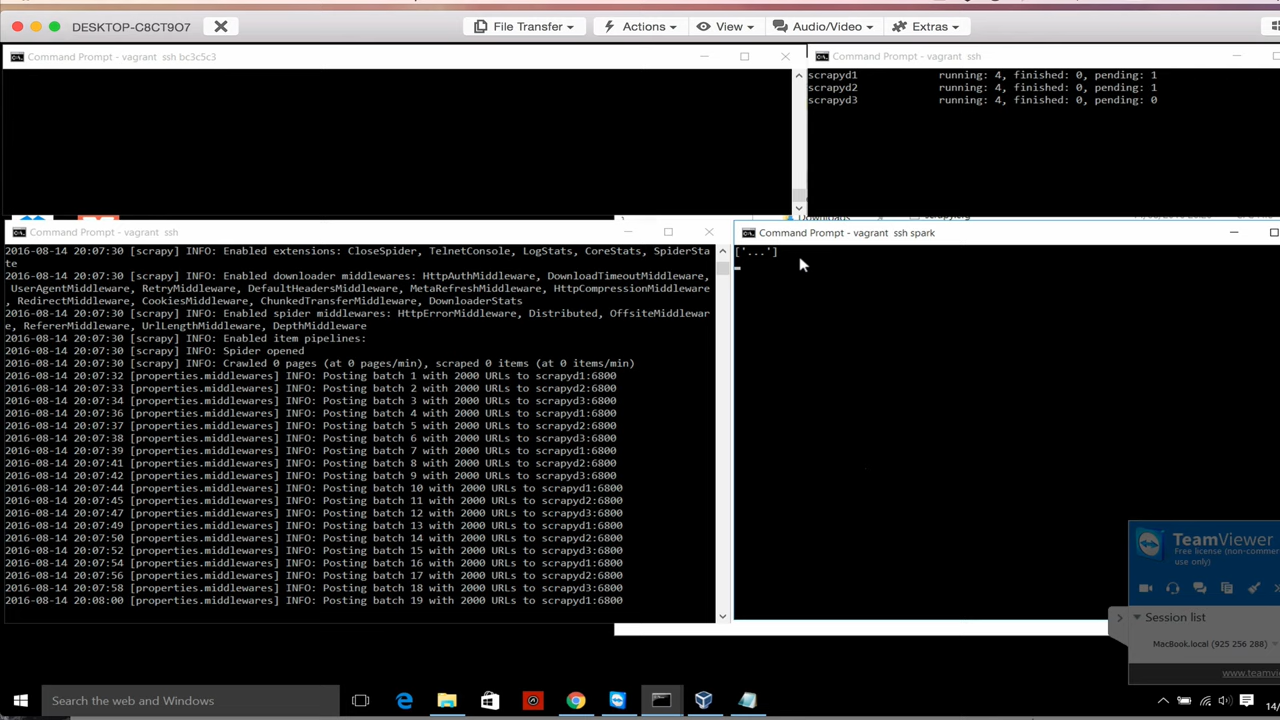 DESKTOP-C8CT9O7
File Transfer
Actions
View
Audio/Video
Extras
Command Prompt - vagrant ssh bc3c5c3
Command Prompt - vagrant ssh
scrapyd1 running: 4, finished: 0, pending: 1
scrapyd2 running: 4, finished: 0, pending: 1
scrapyd3 running: 4, finished: 0, pending: 0
Downloads
Command Prompt - vagrant ssh
2016-08-14 20:07:30 [scrapy] INFO: Enabled extensions: CloseSpider, TelnetConsole, LogStats, CoreStats, SpiderSta
te
2016-08-14 20:07:30 [scrapy] INFO: Enabled downloader middlewares: HttpAuthMiddleware, DownloadTimeoutMiddleware,
UserAgentMiddleware, RetryMiddleware, DefaultHeadersMiddleware, MetaRefreshMiddleware, HttpCompressionMiddleware
, RedirectMiddleware, CookiesMiddleware, ChunkedTransferMiddleware, DownloaderStats
2016-08-14 20:07:30 [scrapy] INFO: Enabled spider middlewares: HttpErrorMiddleware, Distributed, OffsiteMiddlewar
e, RefererMiddleware, UrlLengthMiddleware, DepthMiddleware
2016-08-14 20:07:30 [scrapy] INFO: Enabled item pipelines:
2016-08-14 20:07:30 [scrapy] INFO: Spider opened
2016-08-14 20:07:30 [scrapy] INFO: Crawled 0 pages (at 0 pages/min), scraped 0 items (at 0 items/min)
2016-08-14 20:07:32 [properties.middlewares] INFO: Posting batch 1 with 2000 URLs to scrapyd1:6800
2016-08-14 20:07:33 [properties.middlewares] INFO: Posting batch 2 with 2000 URLs to scrapyd2:6800
2016-08-14 20:07:34 [properties.middlewares] INFO: Posting batch 3 with 2000 URLs to scrapyd3:6800
2016-08-14 20:07:36 [properties.middlewares] INFO: Posting batch 4 with 2000 URLs to scrapyd1:6800
2016-08-14 20:07:37 [properties.middlewares] INFO: Posting batch 5 with 2000 URLs to scrapyd2:6800
2016-08-14 20:07:38 [properties.middlewares] INFO: Posting batch 6 with 2000 URLs to scrapyd3:6800
2016-08-14 20:07:39 [properties.middlewares] INFO: Posting batch 7 with 2000 URLs to scrapyd1:6800
2016-08-14 20:07:41 [properties.middlewares] INFO: Posting batch 8 with 2000 URLs to scrapyd2:6800
2016-08-14 20:07:42 [properties.middlewares] INFO: Posting batch 9 with 2000 URLs to scrapyd3:6800
2016-08-14 20:07:44 [properties.middlewares] INFO: Posting batch 10 with 2000 URLs to scrapyd1:6800
2016-08-14 20:07:45 [properties.middlewares] INFO: Posting batch 11 with 2000 URLs to scrapyd2:6800
2016-08-14 20:07:47 [properties.middlewares] INFO: Posting batch 12 with 2000 URLs to scrapyd3:6800
2016-08-14 20:07:49 [properties.middlewares] INFO: Posting batch 13 with 2000 URLs to scrapyd1:6800
2016-08-14 20:07:50 [properties.middlewares] INFO: Posting batch 14 with 2000 URLs to scrapyd2:6800
2016-08-14 20:07:52 [properties.middlewares] INFO: Posting batch 15 with 2000 URLs to scrapyd3:6800
2016-08-14 20:07:54 [properties.middlewares] INFO: Posting batch 16 with 2000 URLs to scrapyd1:6800
2016-08-14 20:07:56 [properties.middlewares] INFO: Posting batch 17 with 2000 URLs to scrapyd2:6800
2016-08-14 20:07:58 [properties.middlewares] INFO: Posting batch 18 with 2000 URLs to scrapyd3:6800
2016-08-14 20:08:00 [properties.middlewares] INFO: Posting batch 19 with 2000 URLs to scrapyd1:6800
Command Prompt - vagrant ssh spark
['...']
TeamViewer
Free license (non-commer
use only)
Session list
MacBook.local (925 256 288)
www.teamvi
Search the web and Windows
14/